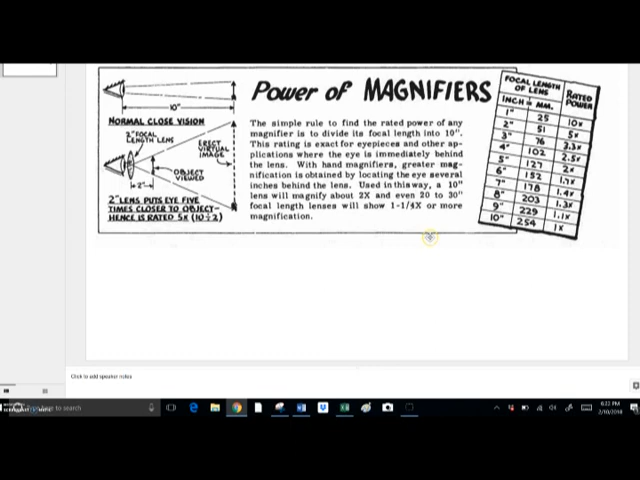 Power of MAGNIFIERS
10"
NORMAL CLOSE VISION
2" FOCAL
LENGTH LENS
ERECT
VIRTUAL
IMAGE
OBJECT
VIEWED
2"
2" LENS PUTS EYE FIVE
TIMES CLOSER TO OBJECT-
HENCE IS RATED 5X (10÷2)
The simple rule to find the rated power of any
magnifier is to divide its focal length into 10".
This rating is exact for eyepieces and other ap-
plications where the eye is immediately behind
the lens. With hand magnifiers, greater mag-
nification is obtained by locating the eye several
inches behind the lens. Used in this way, a 10"
lens will magnify about 2X and even 20 to 30"
focal length lenses will show 1-1/4X or more
magnification.
FOCAL LENGTH OF LENS RATED POWER
INCH = MM.
1" 25 10x
2" 51 5x
3" 76 3.3x
4" 102 2.5x
5" 127 2x
6" 152 1.7x
7" 178 1.4x
8" 203 1.3x
9" 229 1.1x
10" 254 1x
Click to add speaker notes
Type here to search
6:22 PM
2/10/2018